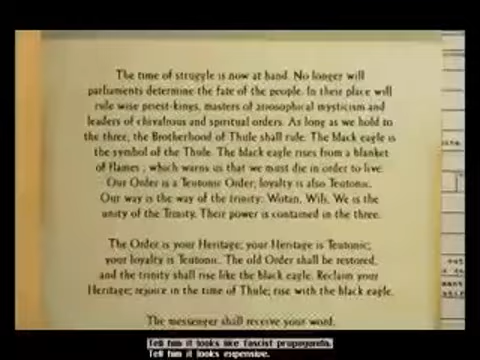 The time of struggle is now at hand. No longer will
parliaments determine the fate of the people. In their place will
rule wise priest-kings, masters of ariosophical mysticism and
leaders of chivalrous and spiritual orders. As long as we hold to
the three, the Brotherhood of Thule shall rule. The black eagle is
the symbol of the Thule. The black eagle rises from a blanket
of flames, which warns us that we must die in order to live.
Our Order is a Teutonic Order, loyalty is also Teutonic.
Our way is the way of the trinity: Wotan, Wili, We is the
unity of the Trinity. Their power is contained in the three.
The Order is your Heritage; your Heritage is Teutonic;
your loyalty is Teutonic. The old Order shall be restored,
and the trinity shall rise like the black eagle. Reclaim your
Heritage; rejoice in the time of Thule; rise with the black eagle.
The messenger shall receive your word.
Tell him it looks like fascist propaganda.
Tell him it looks expensive.